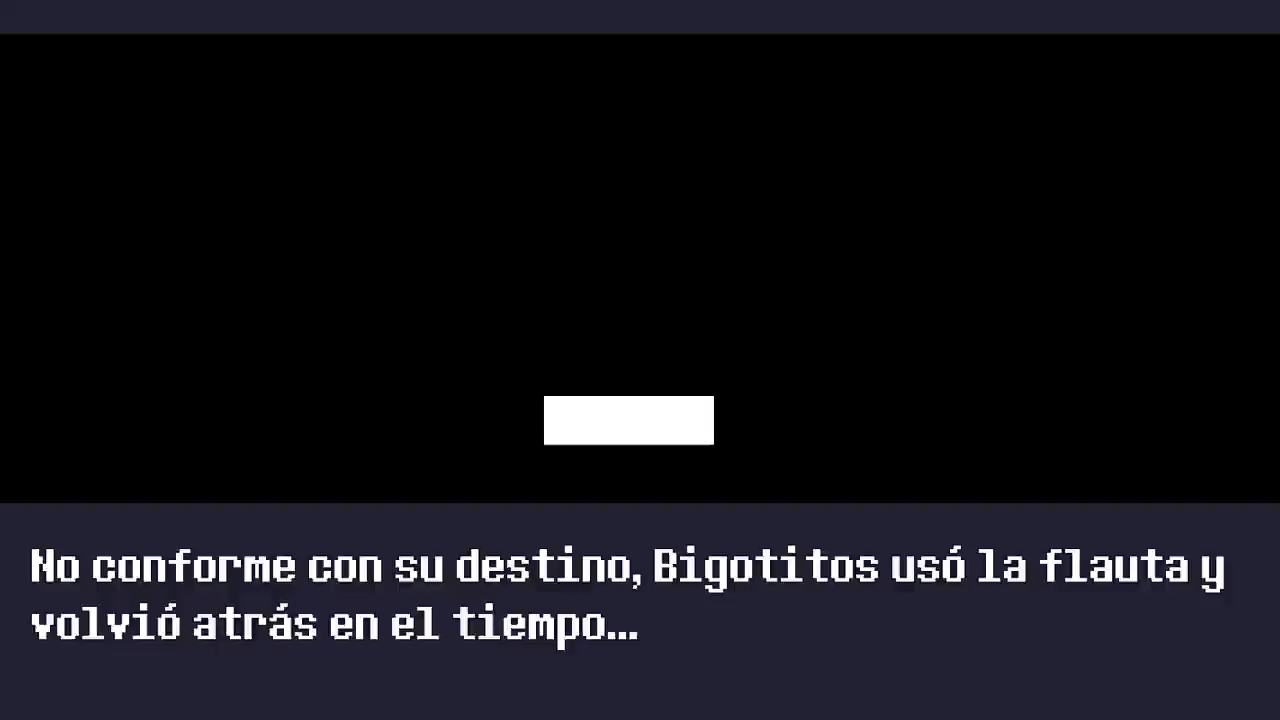 No conforme con su destino, Bigotitos usó la flauta y
volvió atrás en el tiempo...